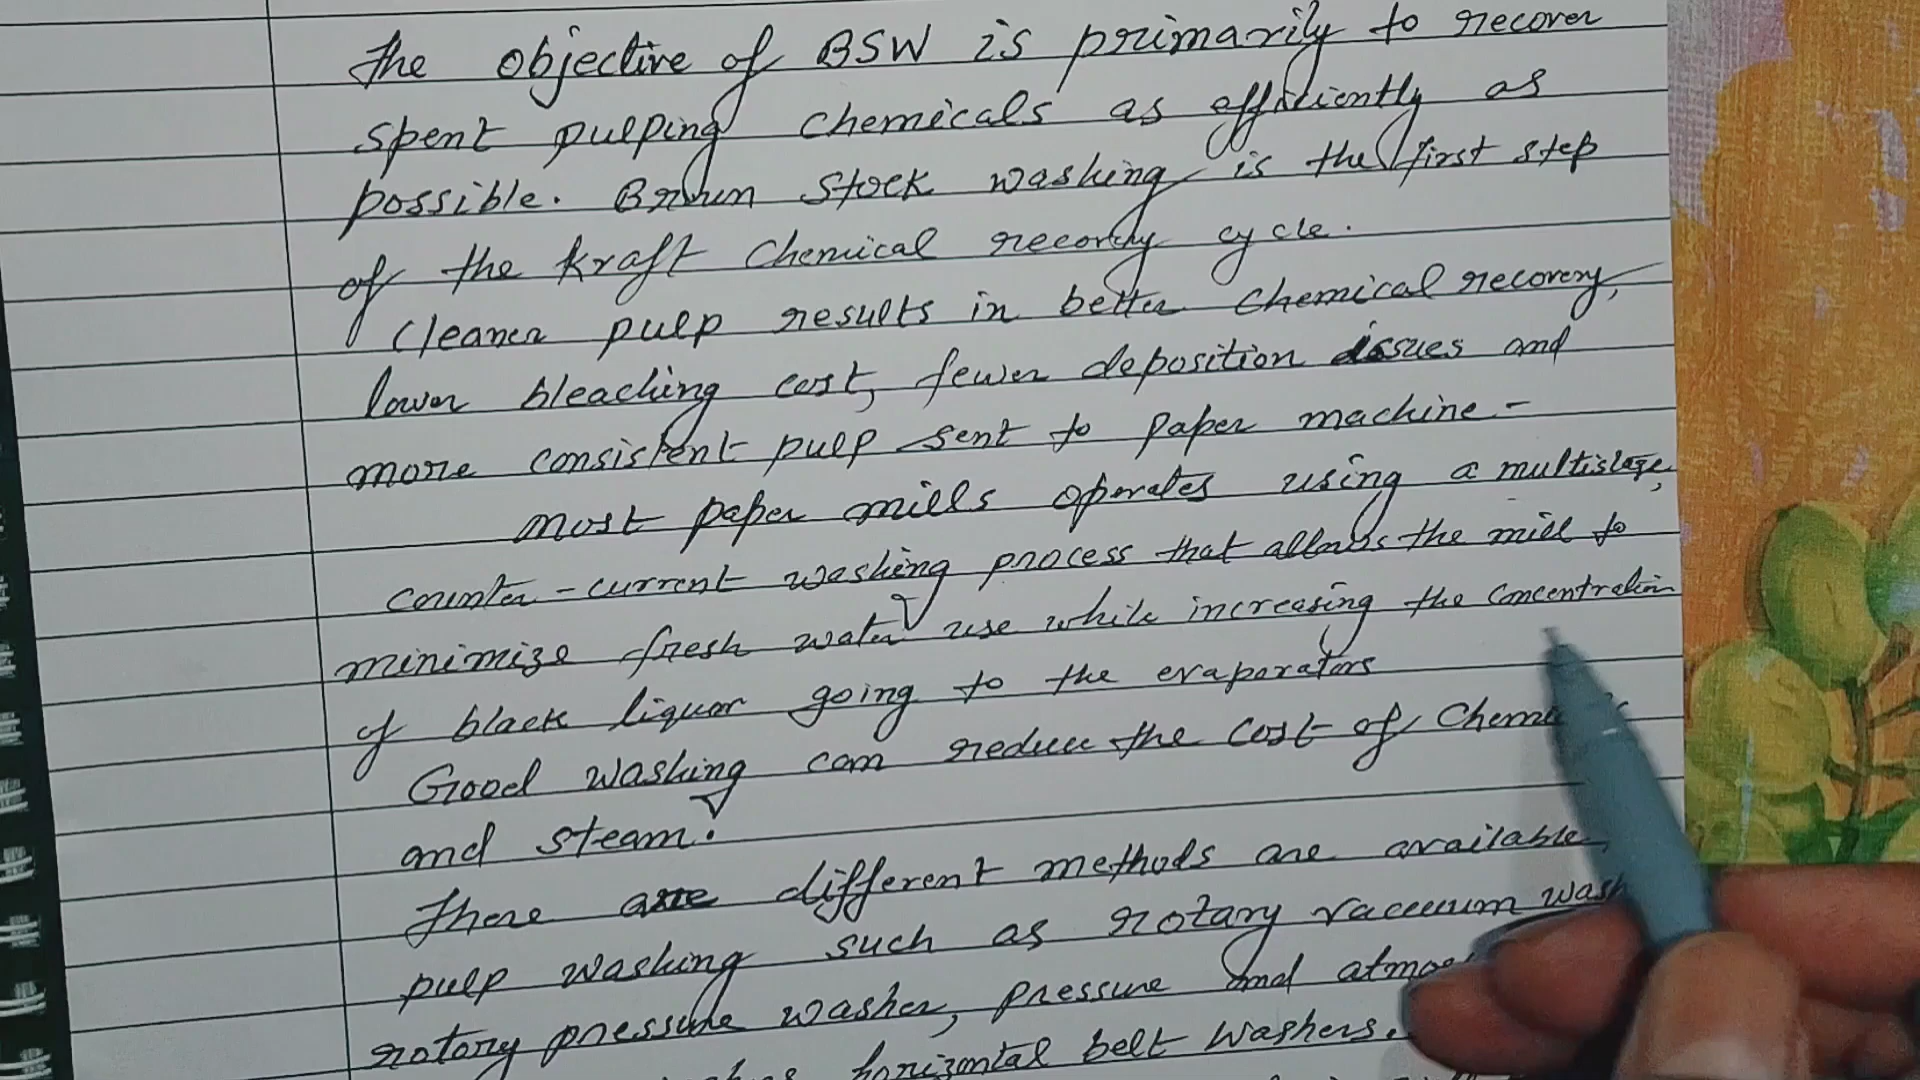 The objective of BSW is primarily to recover
spent pulping chemicals as efficiently as
possible. Brown stock washing is the first step
of the kraft chemical recovery cycle.
Cleaner pulp results in better chemical recovery,
lower bleaching cost, fewer deposition issues and
more consistent pulp sent to paper machine -
most paper mills operates using a multistage,
counter-current washing process that allows the mill to
minimize fresh water use while increasing the concentration
of black liquor going to the evaporators
Good washing can reduce the cost of
and steam.
There are different methods are available
pulp washing such as rotary vaccuum
rotary pressure washer, pressure and
horizontal belt washers.